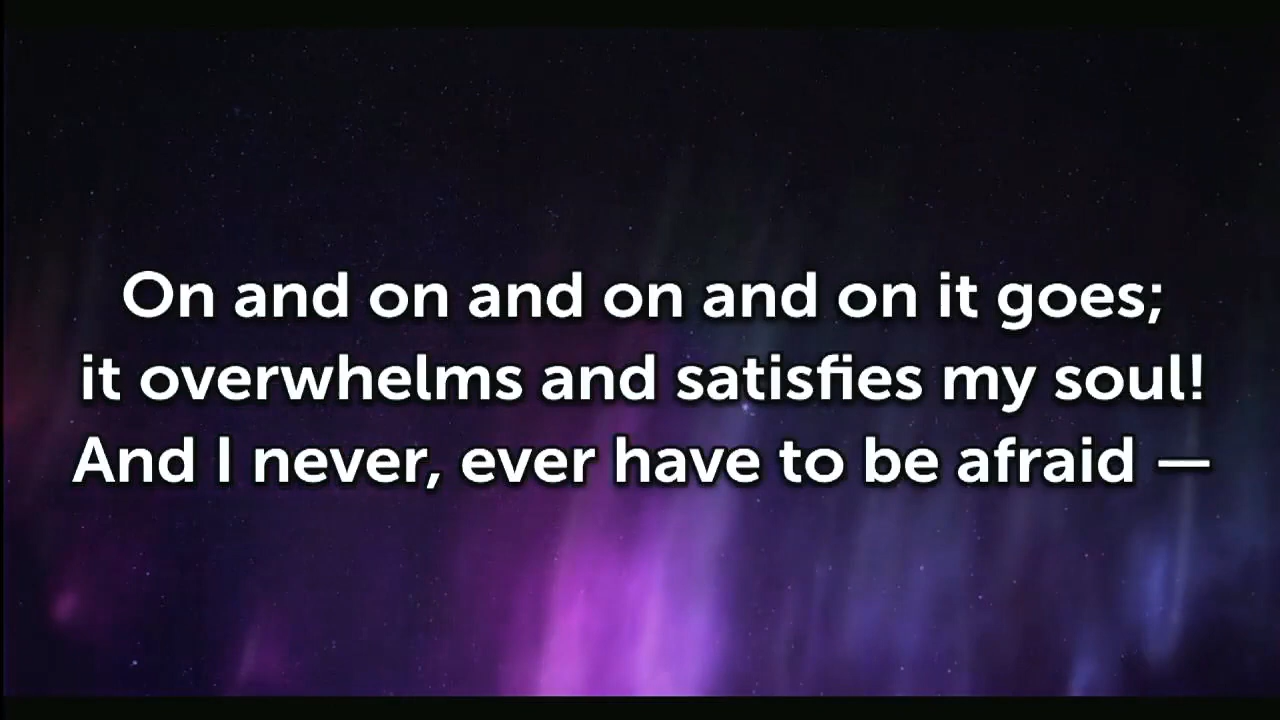 On and on and on and on it goes;
it overwhelms and satisfies my soul!
And I never, ever have to be afraid —